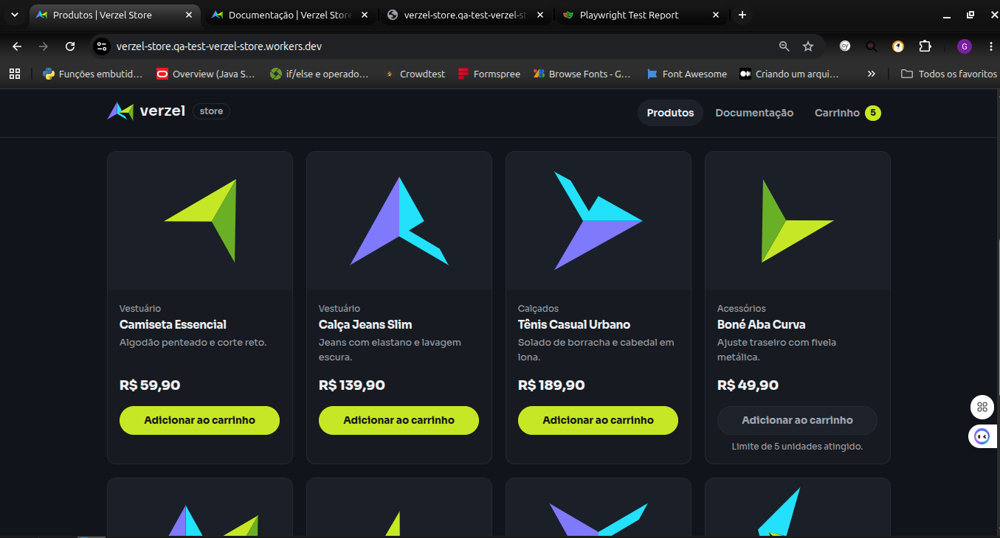 Produtos | Verzel Store
Documentação | Verzel Store
verzel-store.qa-test-verzel-st
Playwright Test Report
verzel-store.qa-test-verzel-store.workers.dev
G
Funções embutid…
Overview (Java S…
if/else e operado…
Crowdtest
Formspree
Browse Fonts - G…
Font Awesome
Criando um arqui…
Todos os favoritos
verzel
store
Produtos
Documentação
Carrinho 5
Vestuário
Camiseta Essencial
Algodão penteado e corte reto.
R$ 59,90
Adicionar ao carrinho
Vestuário
Calça Jeans Slim
Jeans com elastano e lavagem
escura.
R$ 139,90
Adicionar ao carrinho
Calçados
Tênis Casual Urbano
Solado de borracha e cabedal em
lona.
R$ 189,90
Adicionar ao carrinho
Acessórios
Boné Aba Curva
Ajuste traseiro com fivela
metálica.
R$ 49,90
Adicionar ao carrinho
Limite de 5 unidades atingido.